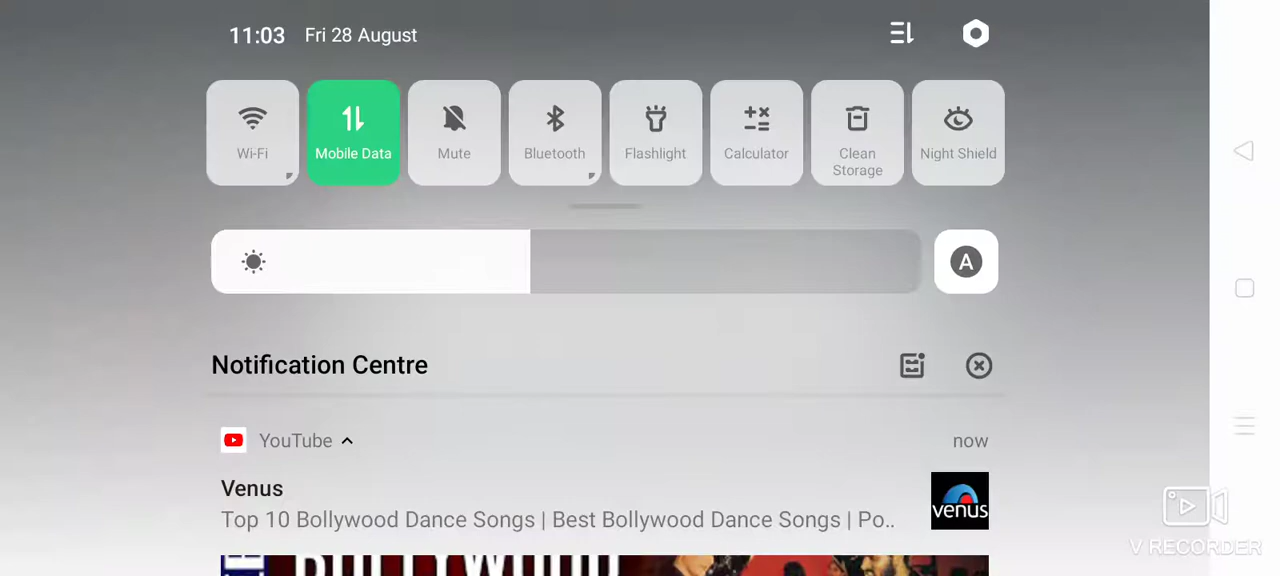 11:03 Fri 28 August
Wi-Fi Mobile Data Mute Bluetooth Flashlight Calculator Clean Storage Night Shield
A
Notification Centre
YouTube now
Venus
Top 10 Bollywood Dance Songs | Best Bollywood Dance Songs | Po..
venus
BOLLYWOOD
V RECORDER